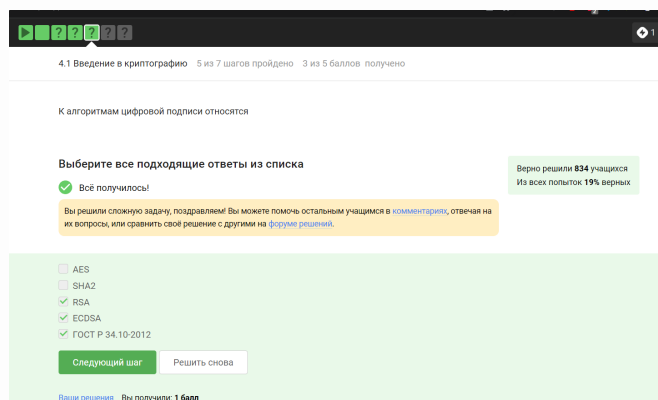 ? ? ? ? ?
1
4.1 Введение в криптографию 5 из 7 шагов пройдено 3 из 5 баллов получено
К алгоритмам цифровой подписи относятся
Выберите все подходящие ответы из списка
Всё получилось!
Вы решили сложную задачу, поздравляем! Вы можете помочь остальным учащимся в комментариях, отвечая на
их вопросы, или сравнить своё решение с другими на форуме решений.
Верно решили 834 учащихся
Из всех попыток 19% верных
AES
SHA2
RSA
ECDSA
ГОСТ Р 34.10-2012
Следующий шаг Решить снова
Ваши решения Вы получили: 1 балл